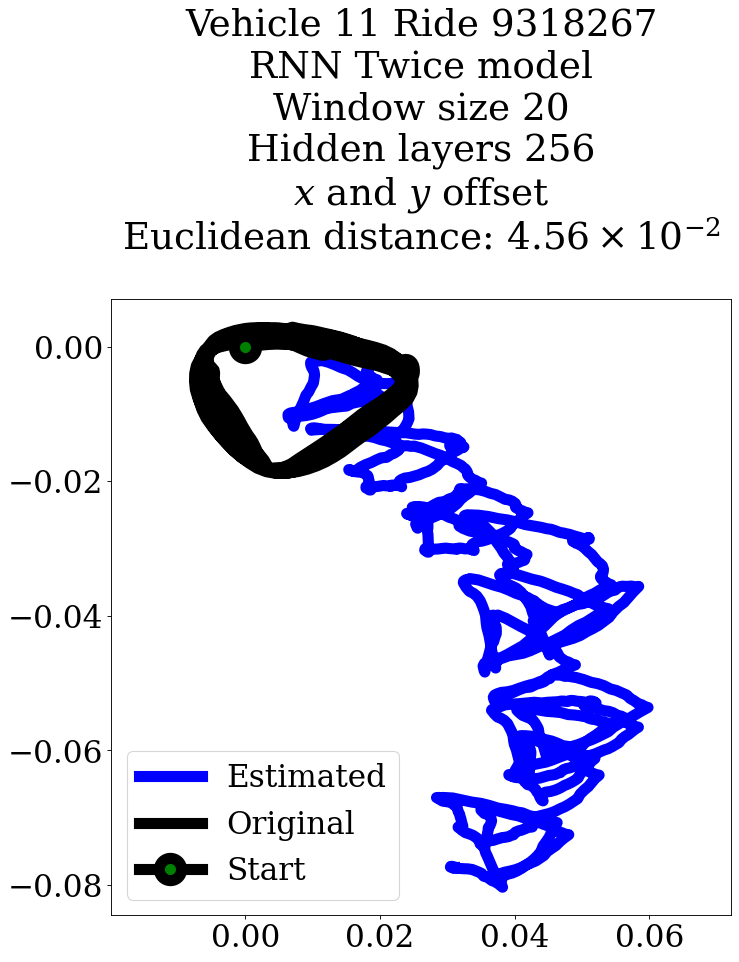 Vehicle 11 Ride 9318267
RNN Twice model
Window size 20
Hidden layers 256
x and y offset
Euclidean distance: 4.56 × 10⁻²
0.00
−0.02
−0.04
−0.06
−0.08
Estimated
Original
Start
0.00 0.02 0.04 0.06